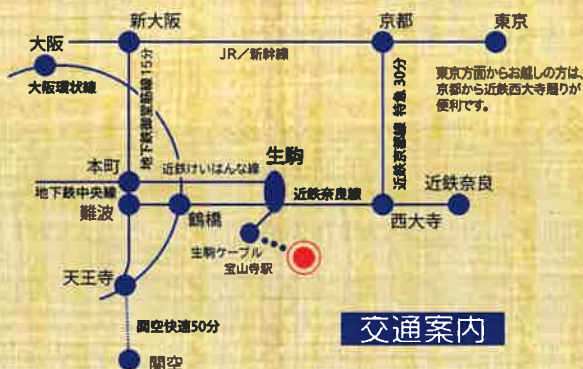 新大阪
京都
東京
大阪
JR／新幹線
大阪環状線
地下鉄御堂筋線 15分
近鉄京都線 特急 30分
東京方面からお越しの方は、
京都から近鉄西大寺周りが
便利です。
本町
近鉄けいはんな線
生駒
地下鉄中央線
近鉄奈良線
近鉄奈良
難波
鶴橋
西大寺
生駒ケーブル
宝山寺駅
天王寺
関空快速50分
交通案内
関空